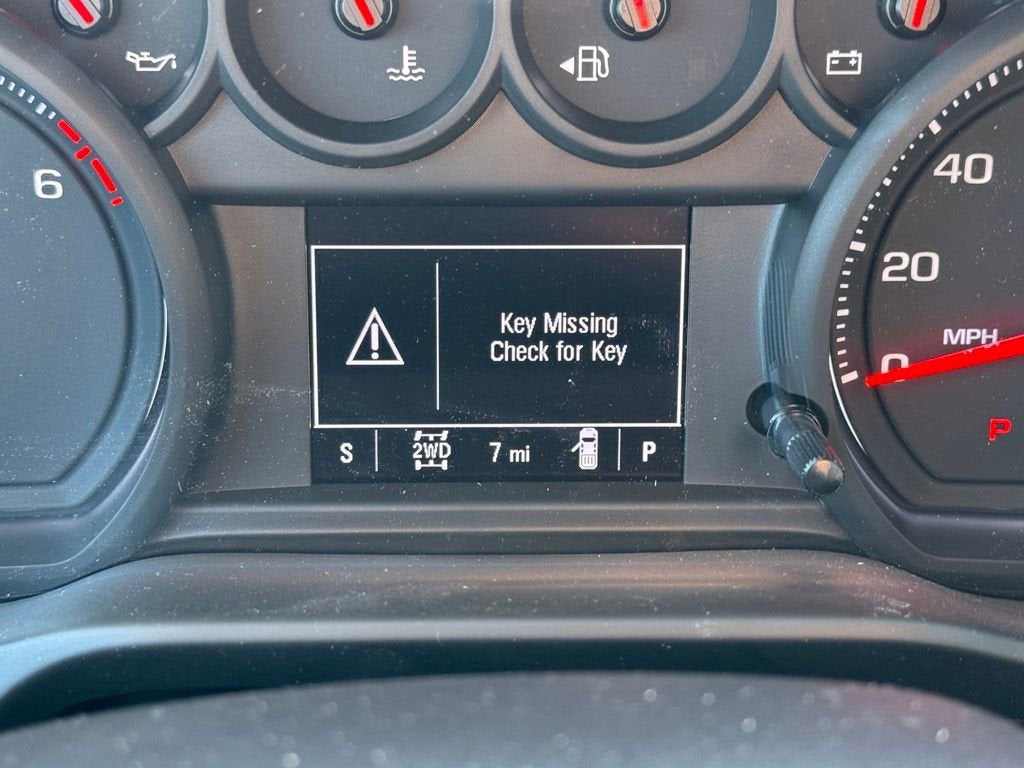 6
40
20
MPH
0
P
Key Missing
Check for Key
S 2WD 7 mi P